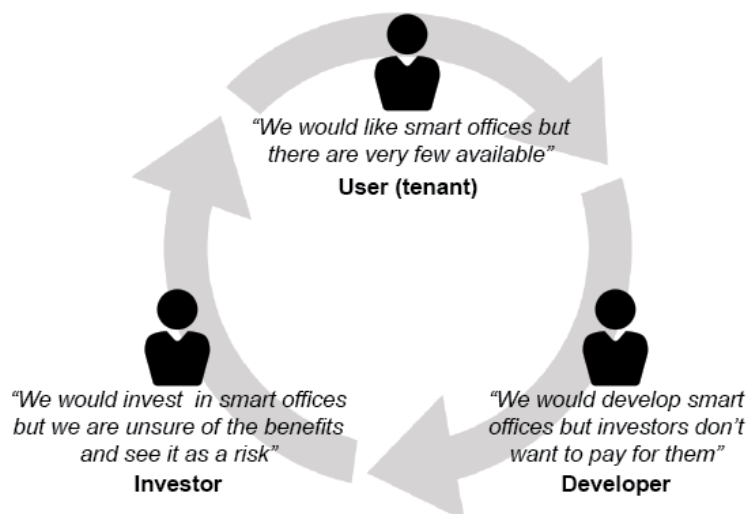 “We would like smart offices but
there are very few available”
User (tenant)
“We would invest  in smart offices
but we are unsure of the benefits
and see it as a risk”
Investor
“We would develop smart
offices but investors don’t
want to pay for them”
Developer